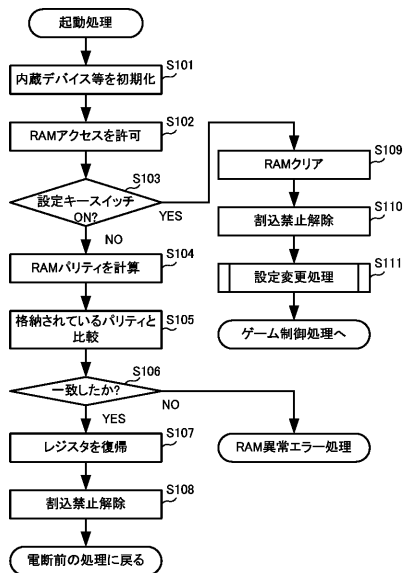 起動処理
S101
内蔵デバイス等を初期化
S102
RAMアクセスを許可
S103
設定キースイッチ
ON?
YES
NO
S104
RAMパリティを計算
S105
格納されているパリティと
比較
S106
一致したか?
NO
YES
S107
レジスタを復帰
S108
割込禁止解除
電断前の処理に戻る
S109
RAMクリア
S110
割込禁止解除
S111
設定変更処理
ゲーム制御処理へ
RAM異常エラー処理